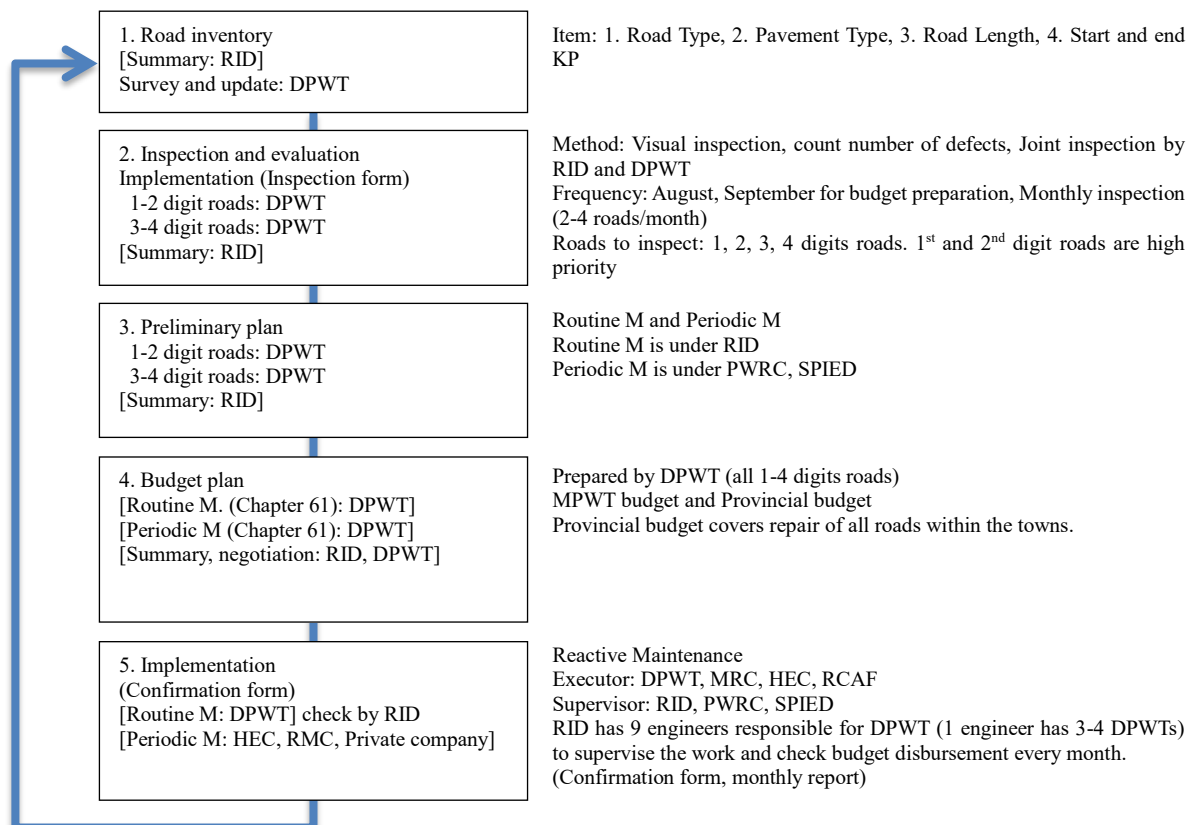 1. Road inventory
[Summary: RID]
Survey and update: DPWT
Item: 1. Road Type, 2. Pavement Type, 3. Road Length, 4. Start and end
KP
2. Inspection and evaluation
Implementation (Inspection form)
1-2 digit roads: DPWT
3-4 digit roads: DPWT
[Summary: RID]
Method: Visual inspection, count number of defects, Joint inspection by
RID and DPWT
Frequency: August, September for budget preparation, Monthly inspection
(2-4 roads/month)
Roads to inspect: 1, 2, 3, 4 digits roads. 1st and 2nd digit roads are high
priority
3. Preliminary plan
1-2 digit roads: DPWT
3-4 digit roads: DPWT
[Summary: RID]
Routine M and Periodic M
Routine M is under RID
Periodic M is under PWRC, SPIED
4. Budget plan
[Routine M. (Chapter 61): DPWT]
[Periodic M (Chapter 61): DPWT]
[Summary, negotiation: RID, DPWT]
Prepared by DPWT (all 1-4 digits roads)
MPWT budget and Provincial budget
Provincial budget covers repair of all roads within the towns.
5. Implementation
(Confirmation form)
[Routine M: DPWT] check by RID
[Periodic M: HEC, RMC, Private company]
Reactive Maintenance
Executor: DPWT, MRC, HEC, RCAF
Supervisor: RID, PWRC, SPIED
RID has 9 engineers responsible for DPWT (1 engineer has 3-4 DPWTs)
to supervise the work and check budget disbursement every month.
(Confirmation form, monthly report)